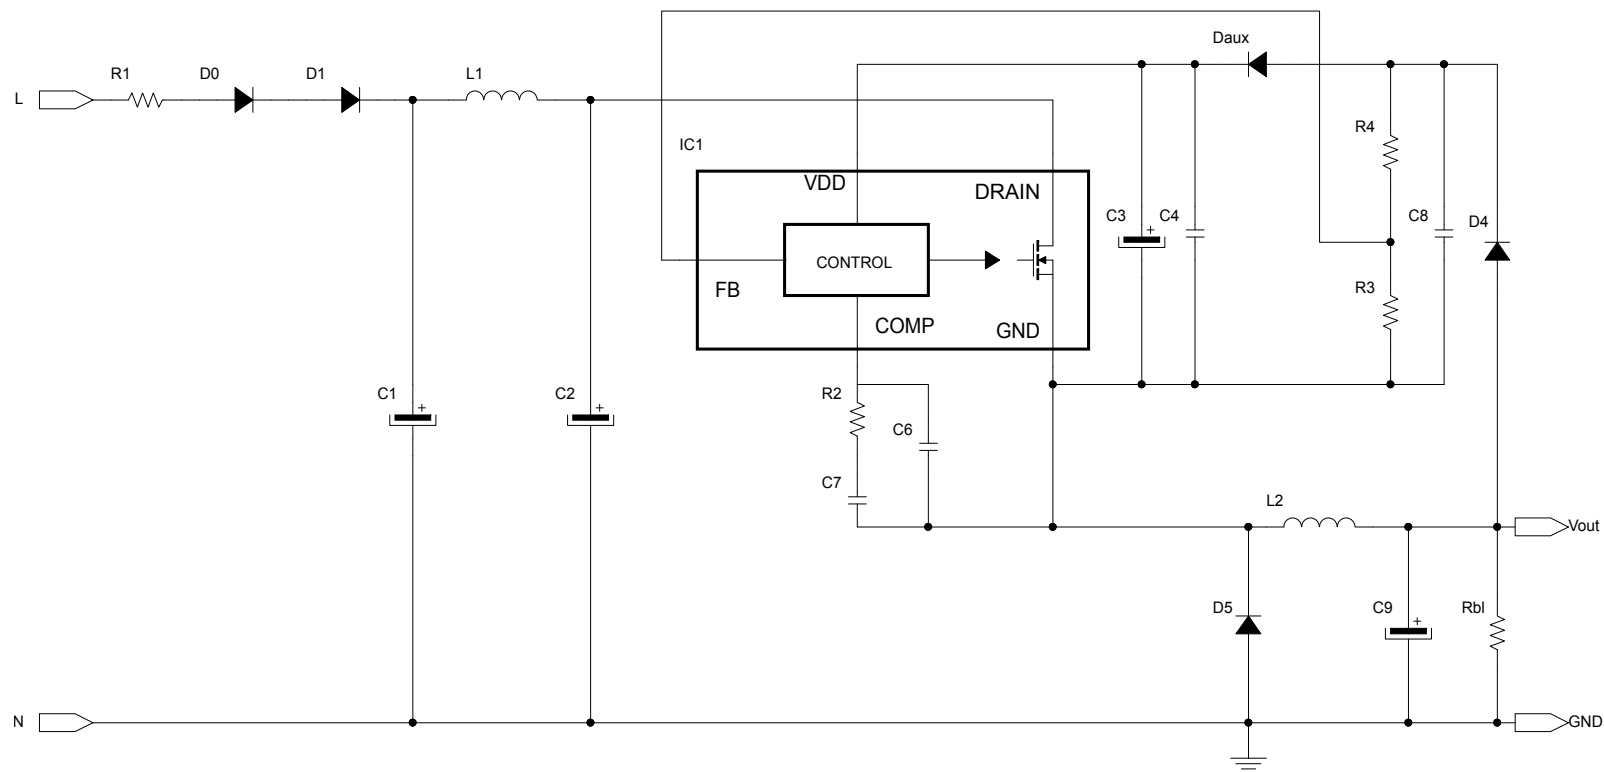 Daux
R1
D0
D1
L1
L
R4
IC1
VDD
DRAIN
C3
+
C4
C8
D4
CONTROL
FB
R3
COMP
GND
C1
+
C2
+
R2
C6
C7
L2
Vout
D5
C9
+
Rbl
N
GND